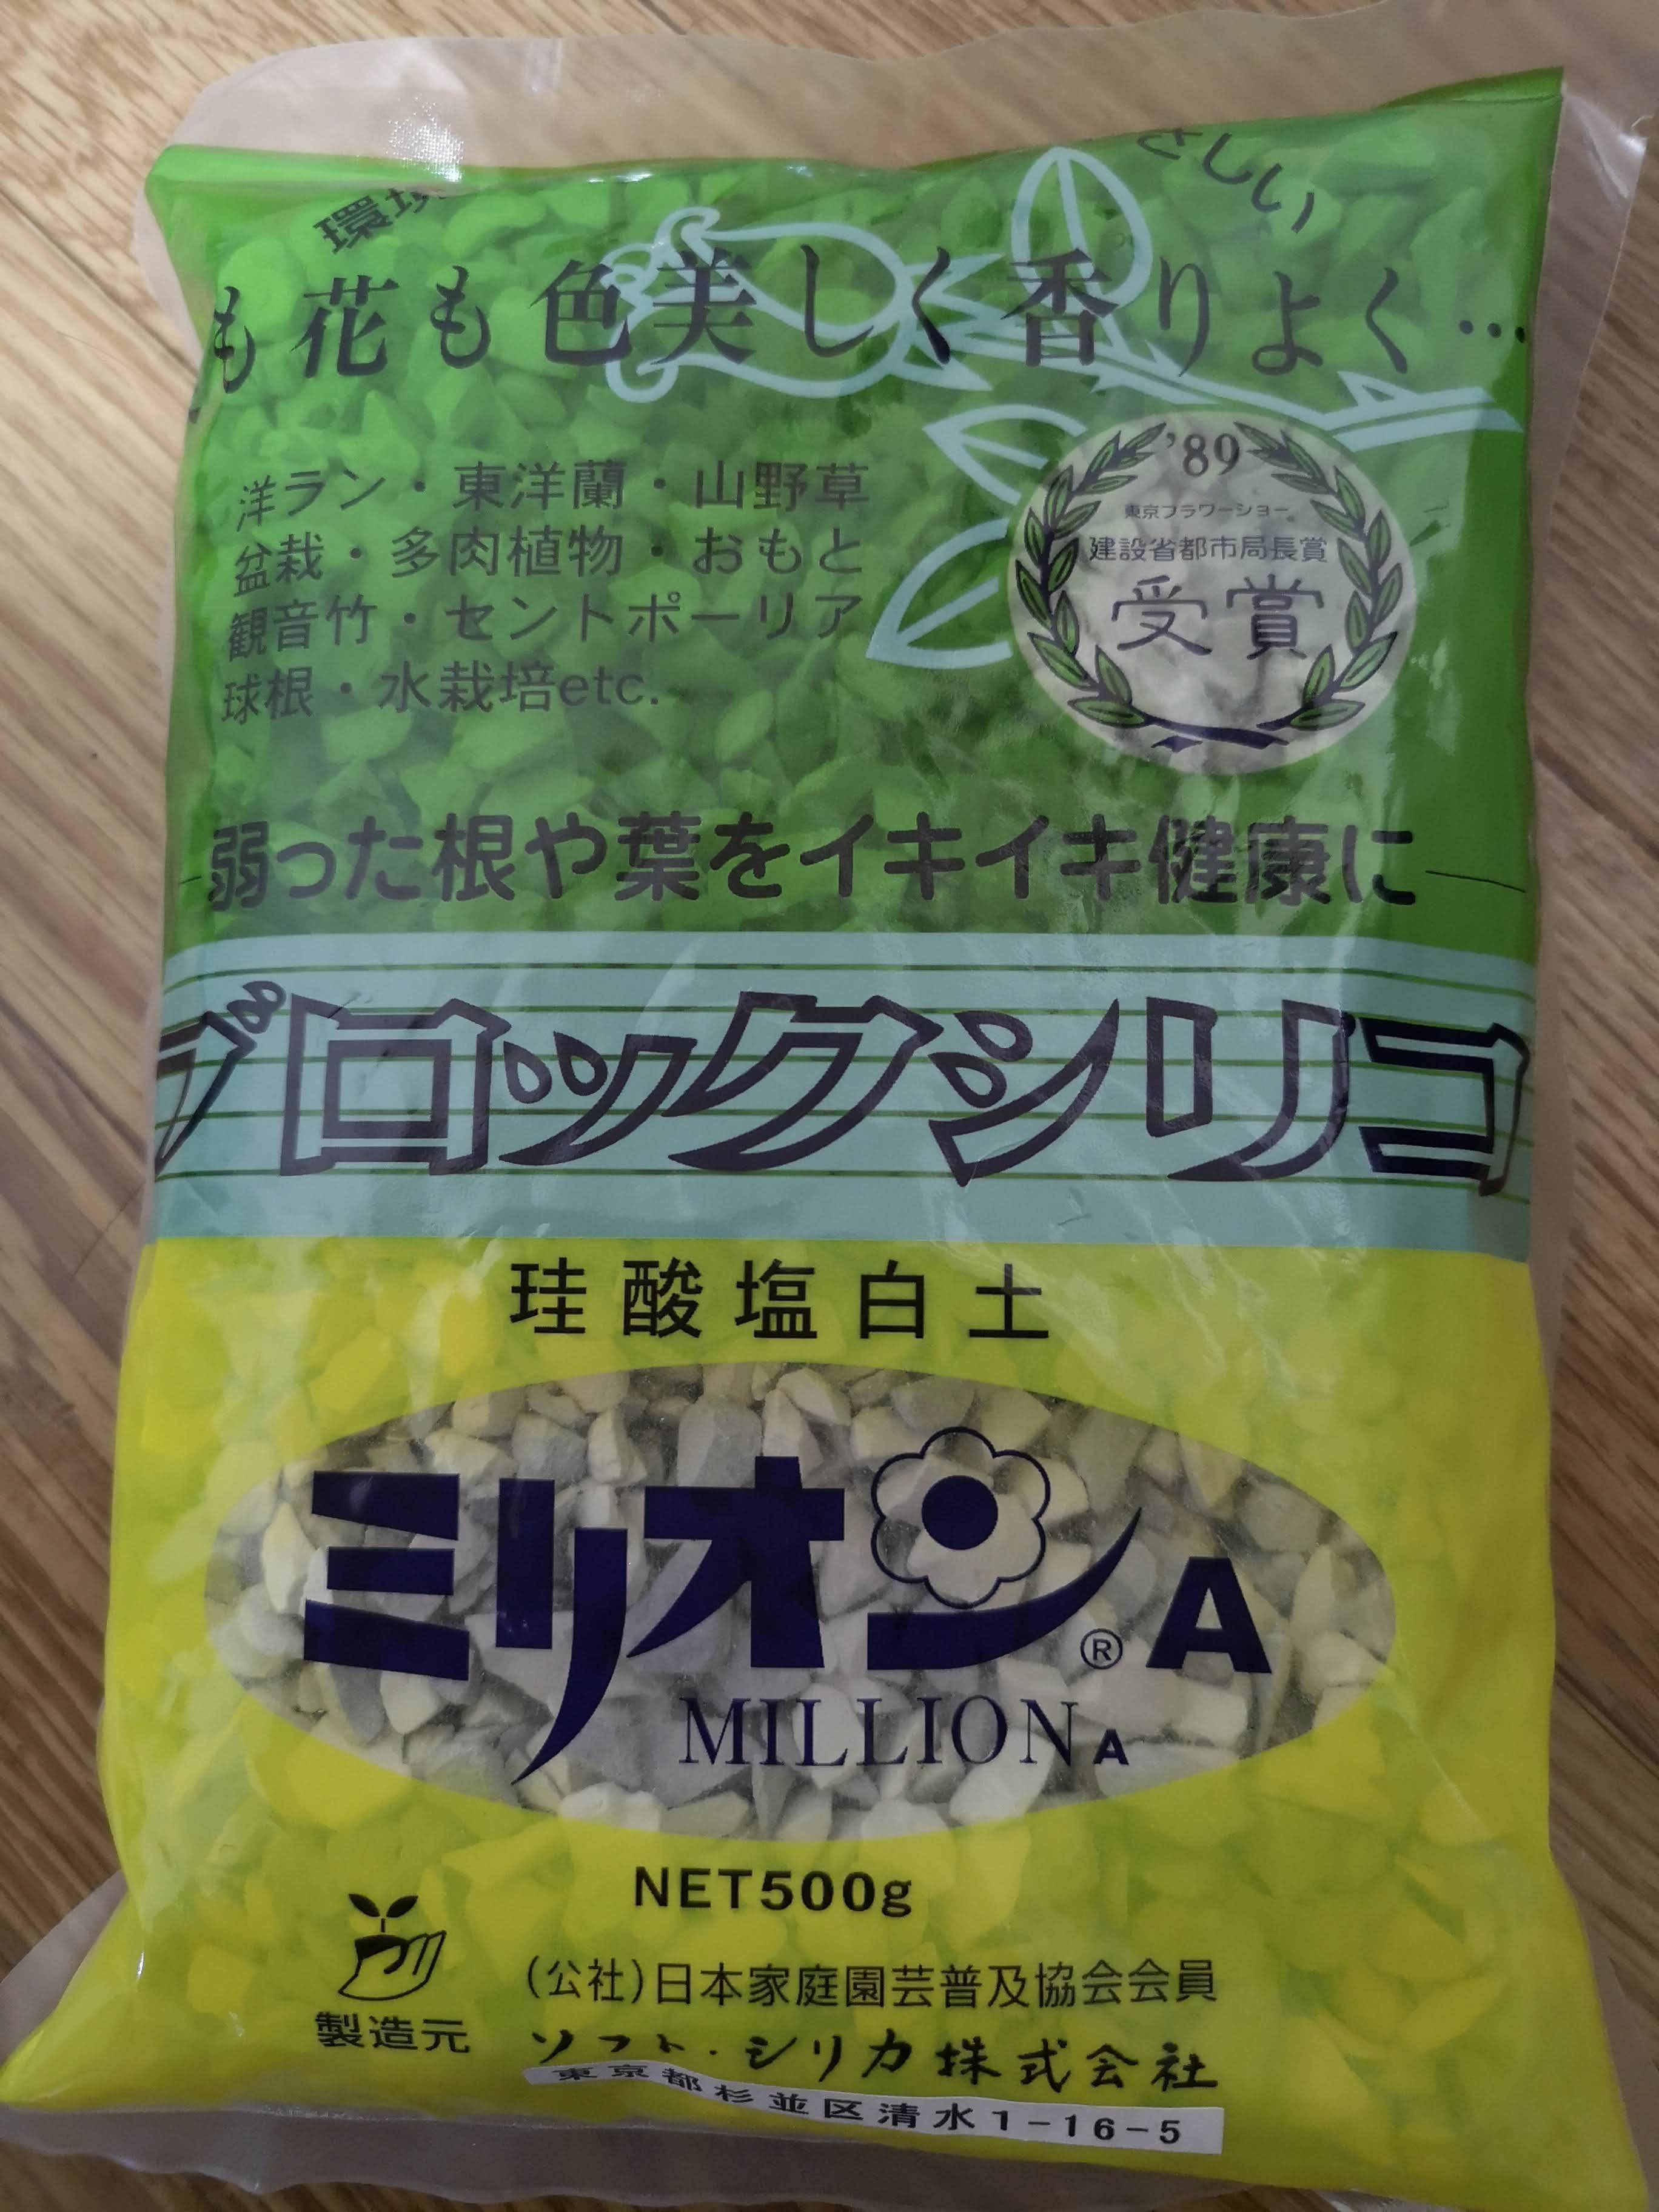 環境
さしい
も花も色美しく香りよく…
洋ラン・東洋蘭・山野草
盆栽・多肉植物・おもと
観音竹・セントポーリア
球根・水栽培etc.
'89
東京フラワーショー
建設省都市局長賞
受賞
弱った根や葉をイキイキ健康に
ブロックシリコ
珪酸塩白土
ミリオン®A
MILLION A
NET500g
(公社)日本家庭園芸普及協会会員
製造元 ソフト・シリカ株式会社
東京都杉並区清水1-16-5